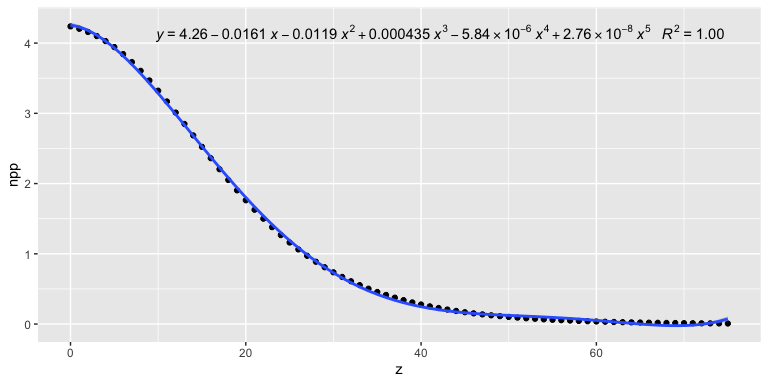 y = 4.26 − 0.0161 x − 0.0119 x² + 0.000435 x³ − 5.84 × 10⁻⁶ x⁴ + 2.76 × 10⁻⁸ x⁵   R² = 1.00
4
3
2
1
0
npp
0 20 40 60
z